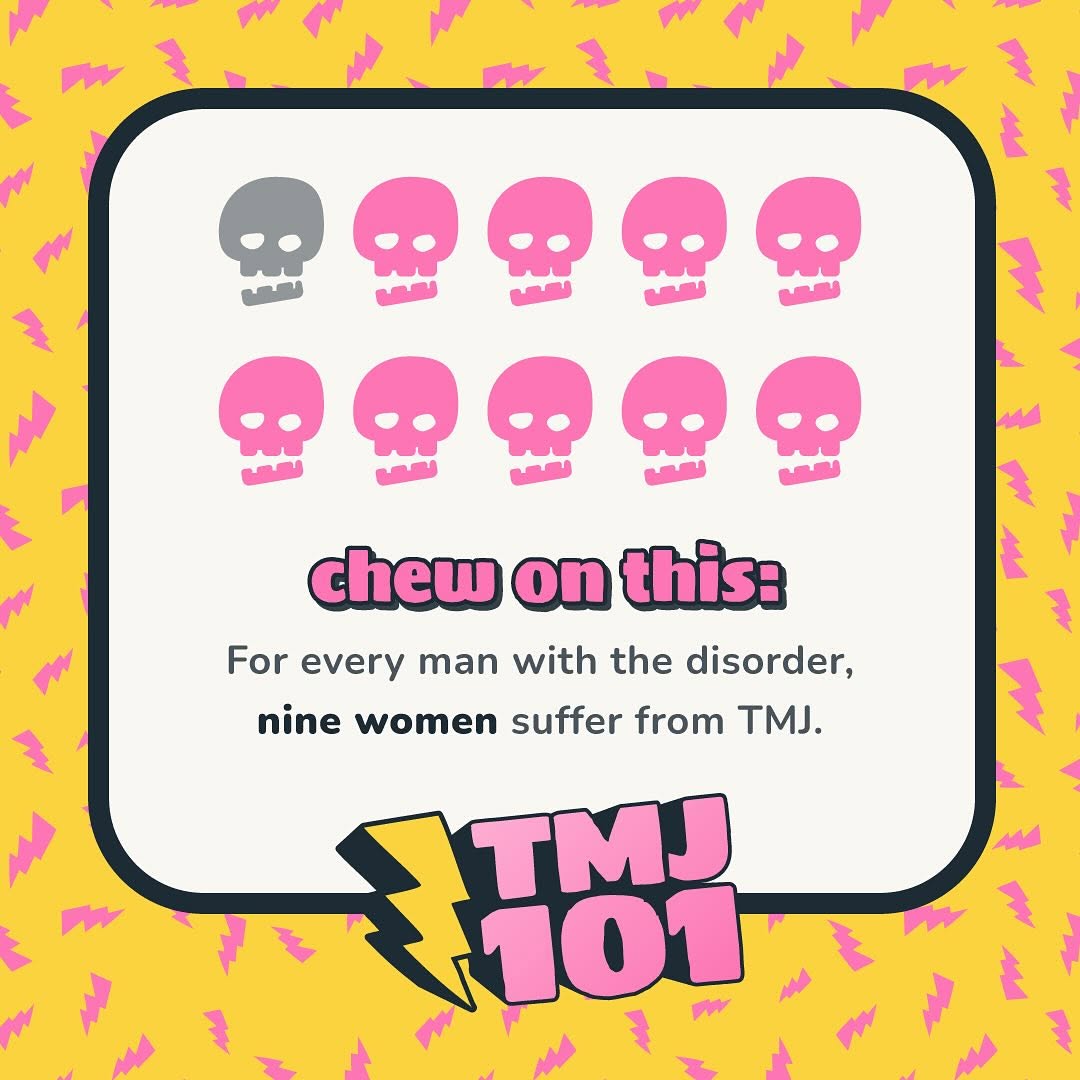 chew on this:
For every man with the disorder,
nine women suffer from TMJ.
TMJ
101